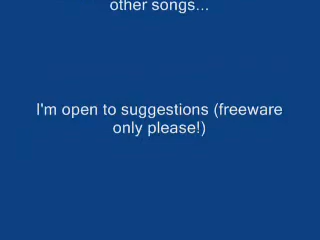 other songs...
I'm open to suggestions (freeware
only please!)